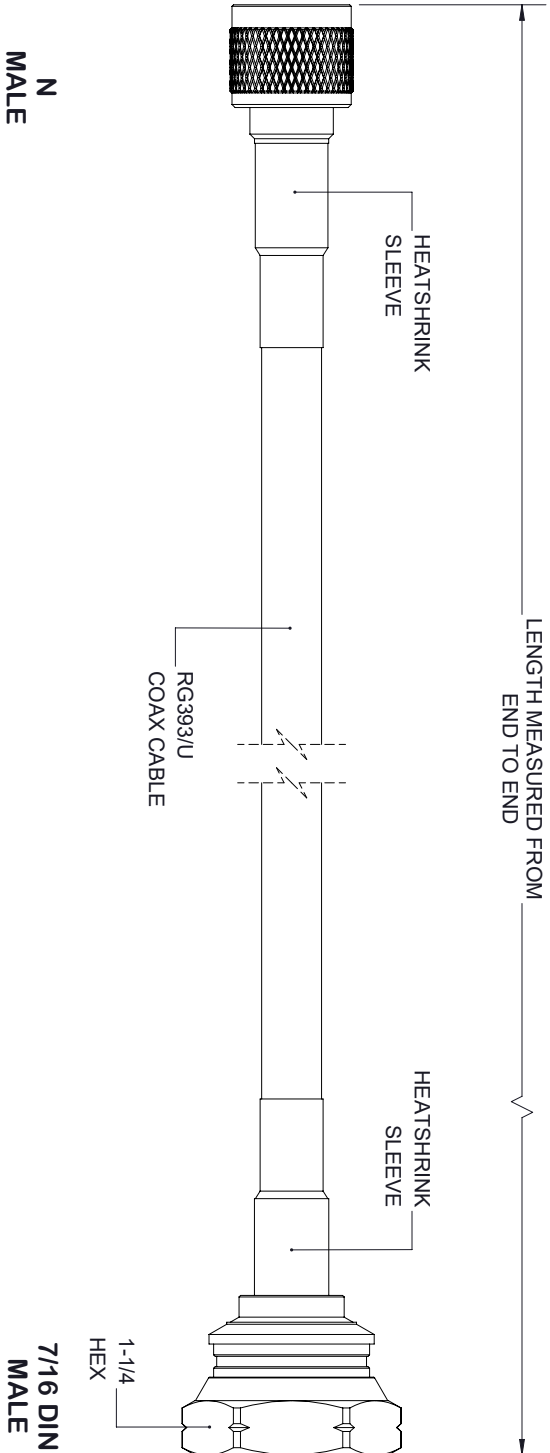 LENGTH MEASURED FROM
END TO END
HEATSHRINK
SLEEVE
HEATSHRINK
SLEEVE
RG393/U
COAX CABLE
1-1/4
HEX
N
MALE
7/16 DIN
MALE